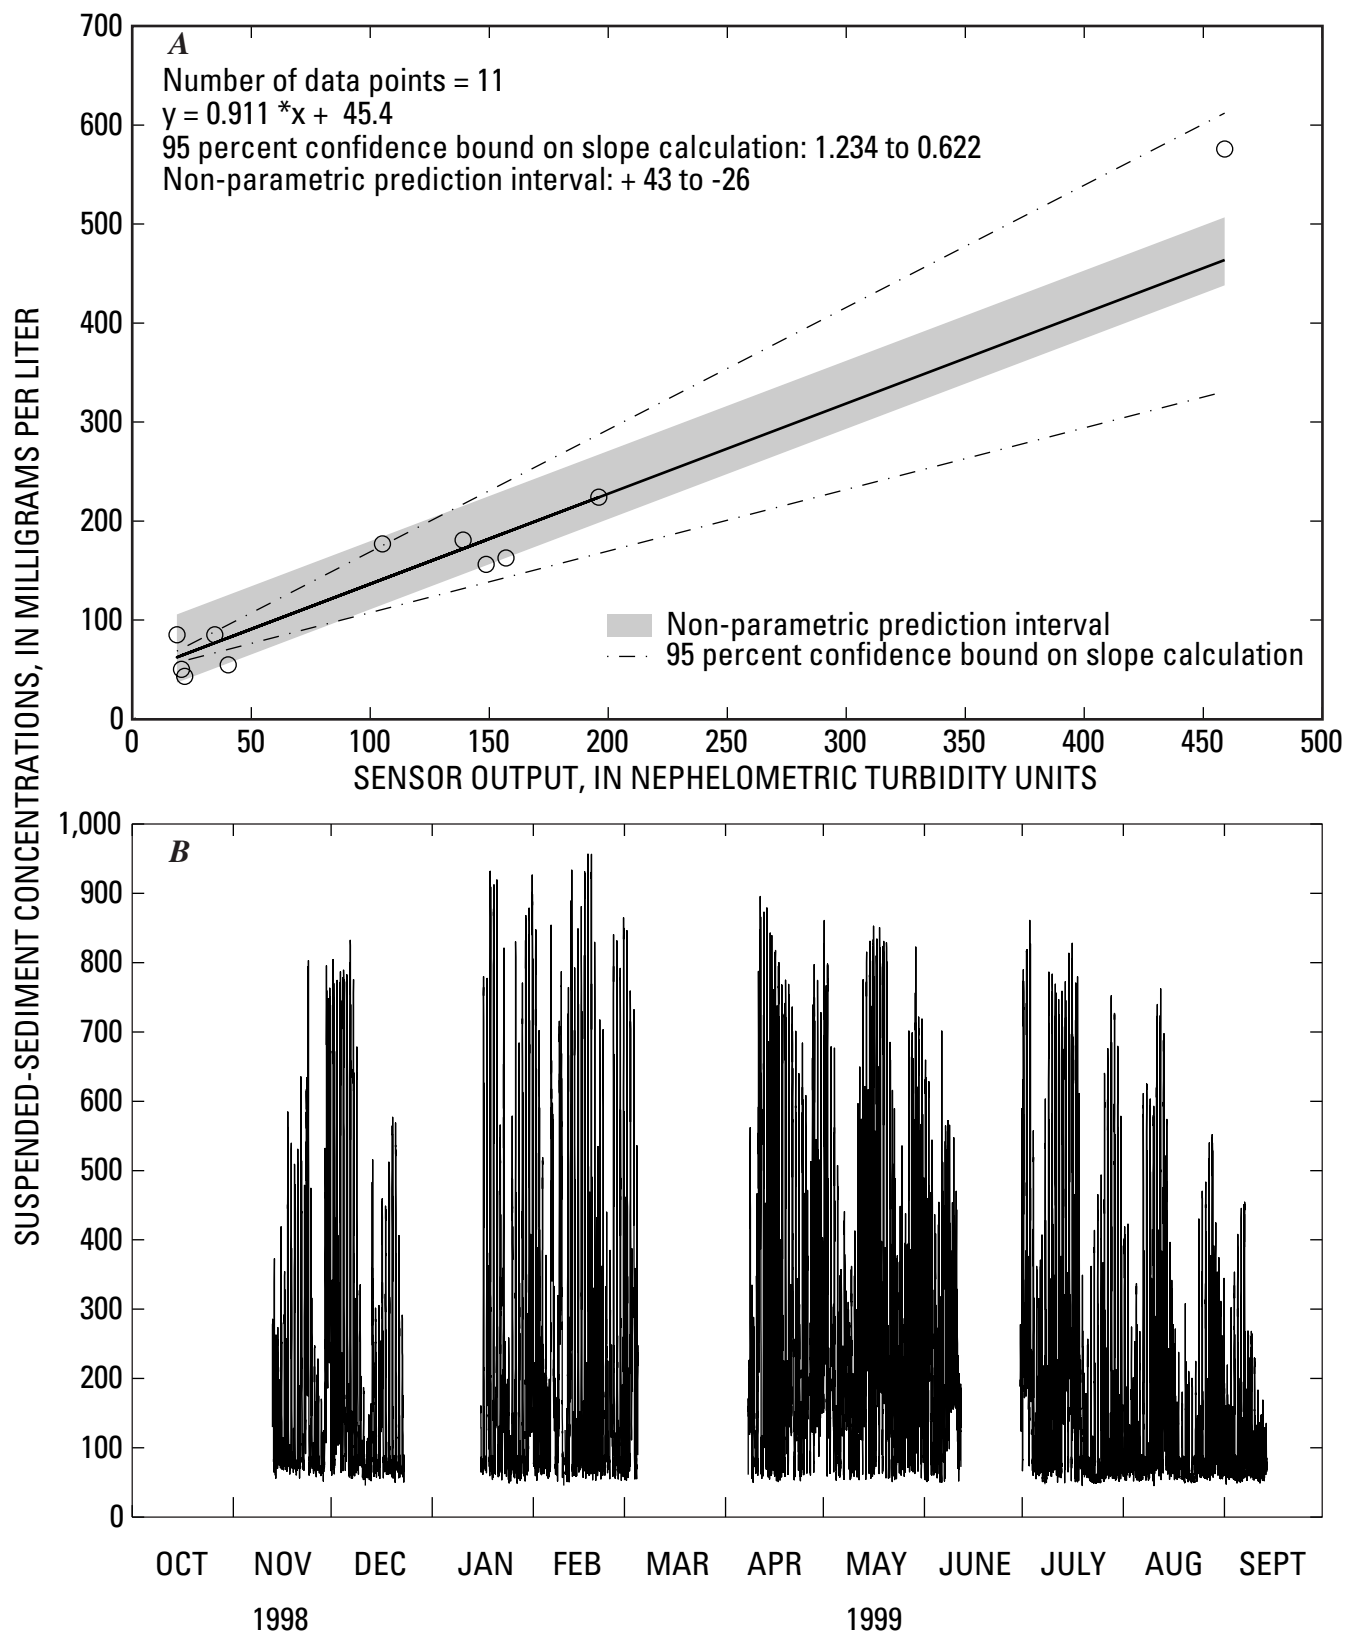 SUSPENDED-SEDIMENT CONCENTRATIONS, IN MILLIGRAMS PER LITER
700
600
500
400
300
200
100
0
A
Number of data points = 11
y = 0.911 *x + 45.4
95 percent confidence bound on slope calculation: 1.234 to 0.622
Non-parametric prediction interval: + 43 to -26
Non-parametric prediction interval
95 percent confidence bound on slope calculation
0 50 100 150 200 250 300 350 400 450 500
SENSOR OUTPUT, IN NEPHELOMETRIC TURBIDITY UNITS
1,000
900
800
700
600
500
400
300
200
100
0
B
OCT NOV DEC JAN FEB MAR APR MAY JUNE JULY AUG SEPT
1998 1999